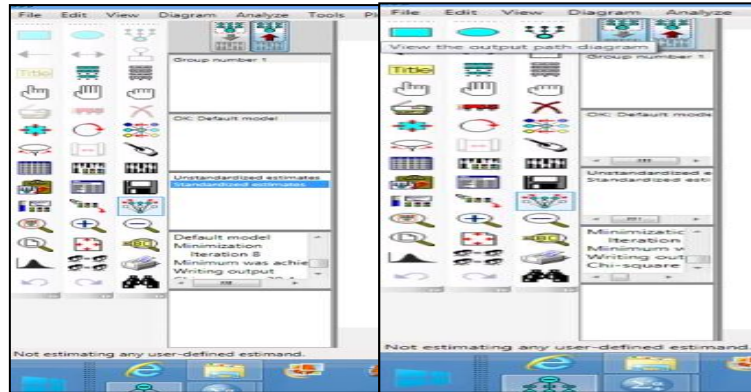 File Edit View Diagram Analyze Tools
Title
Group number 1
OK: Default model
Unstandardized estimates
Standardized estimates
Default model
Minimization
Iteration 8
Minimum was achie
Writing output
Not estimating any user-defined estimand.
File Edit View Diagram Analyze
View the output path diagram
Title
Group number 1
OK: Default mode
Unstandardized e
Standardized esti
Minimizatic
Iteration
Minimum w
Writing out
Chi-square
Not estimating any user-defined estimand.